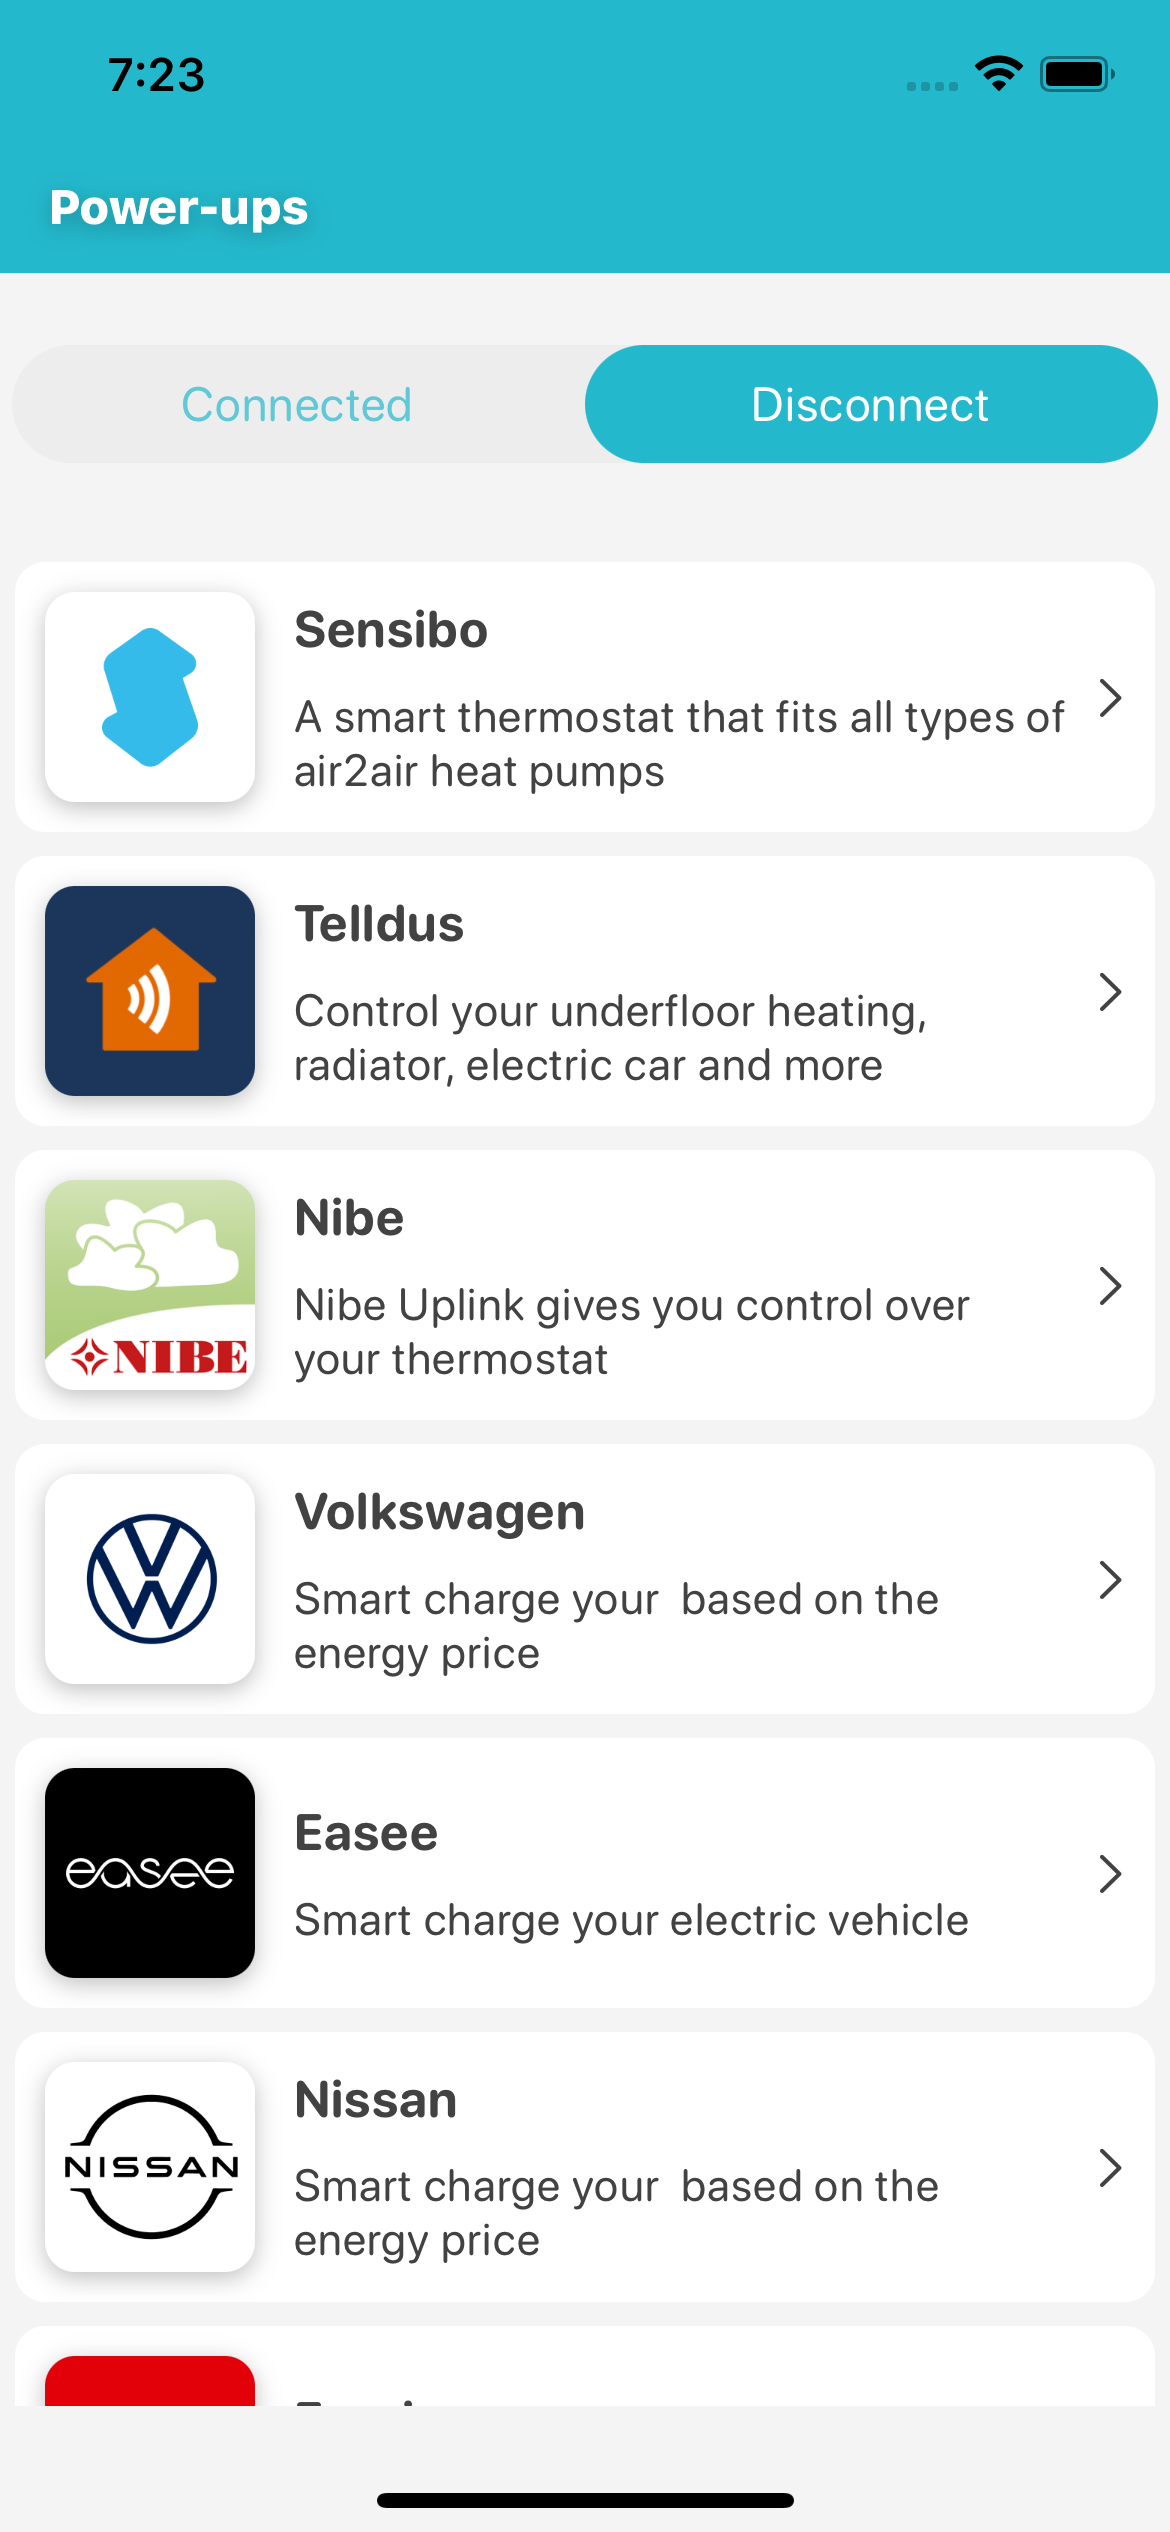 7:23
Power-ups
Connected
Disconnect
Sensibo
A smart thermostat that fits all types of
air2air heat pumps
Telldus
Control your underfloor heating,
radiator, electric car and more
NIBE
Nibe
Nibe Uplink gives you control over
your thermostat
Volkswagen
Smart charge your  based on the
energy price
easee
Easee
Smart charge your electric vehicle
NISSAN
Nissan
Smart charge your  based on the
energy price